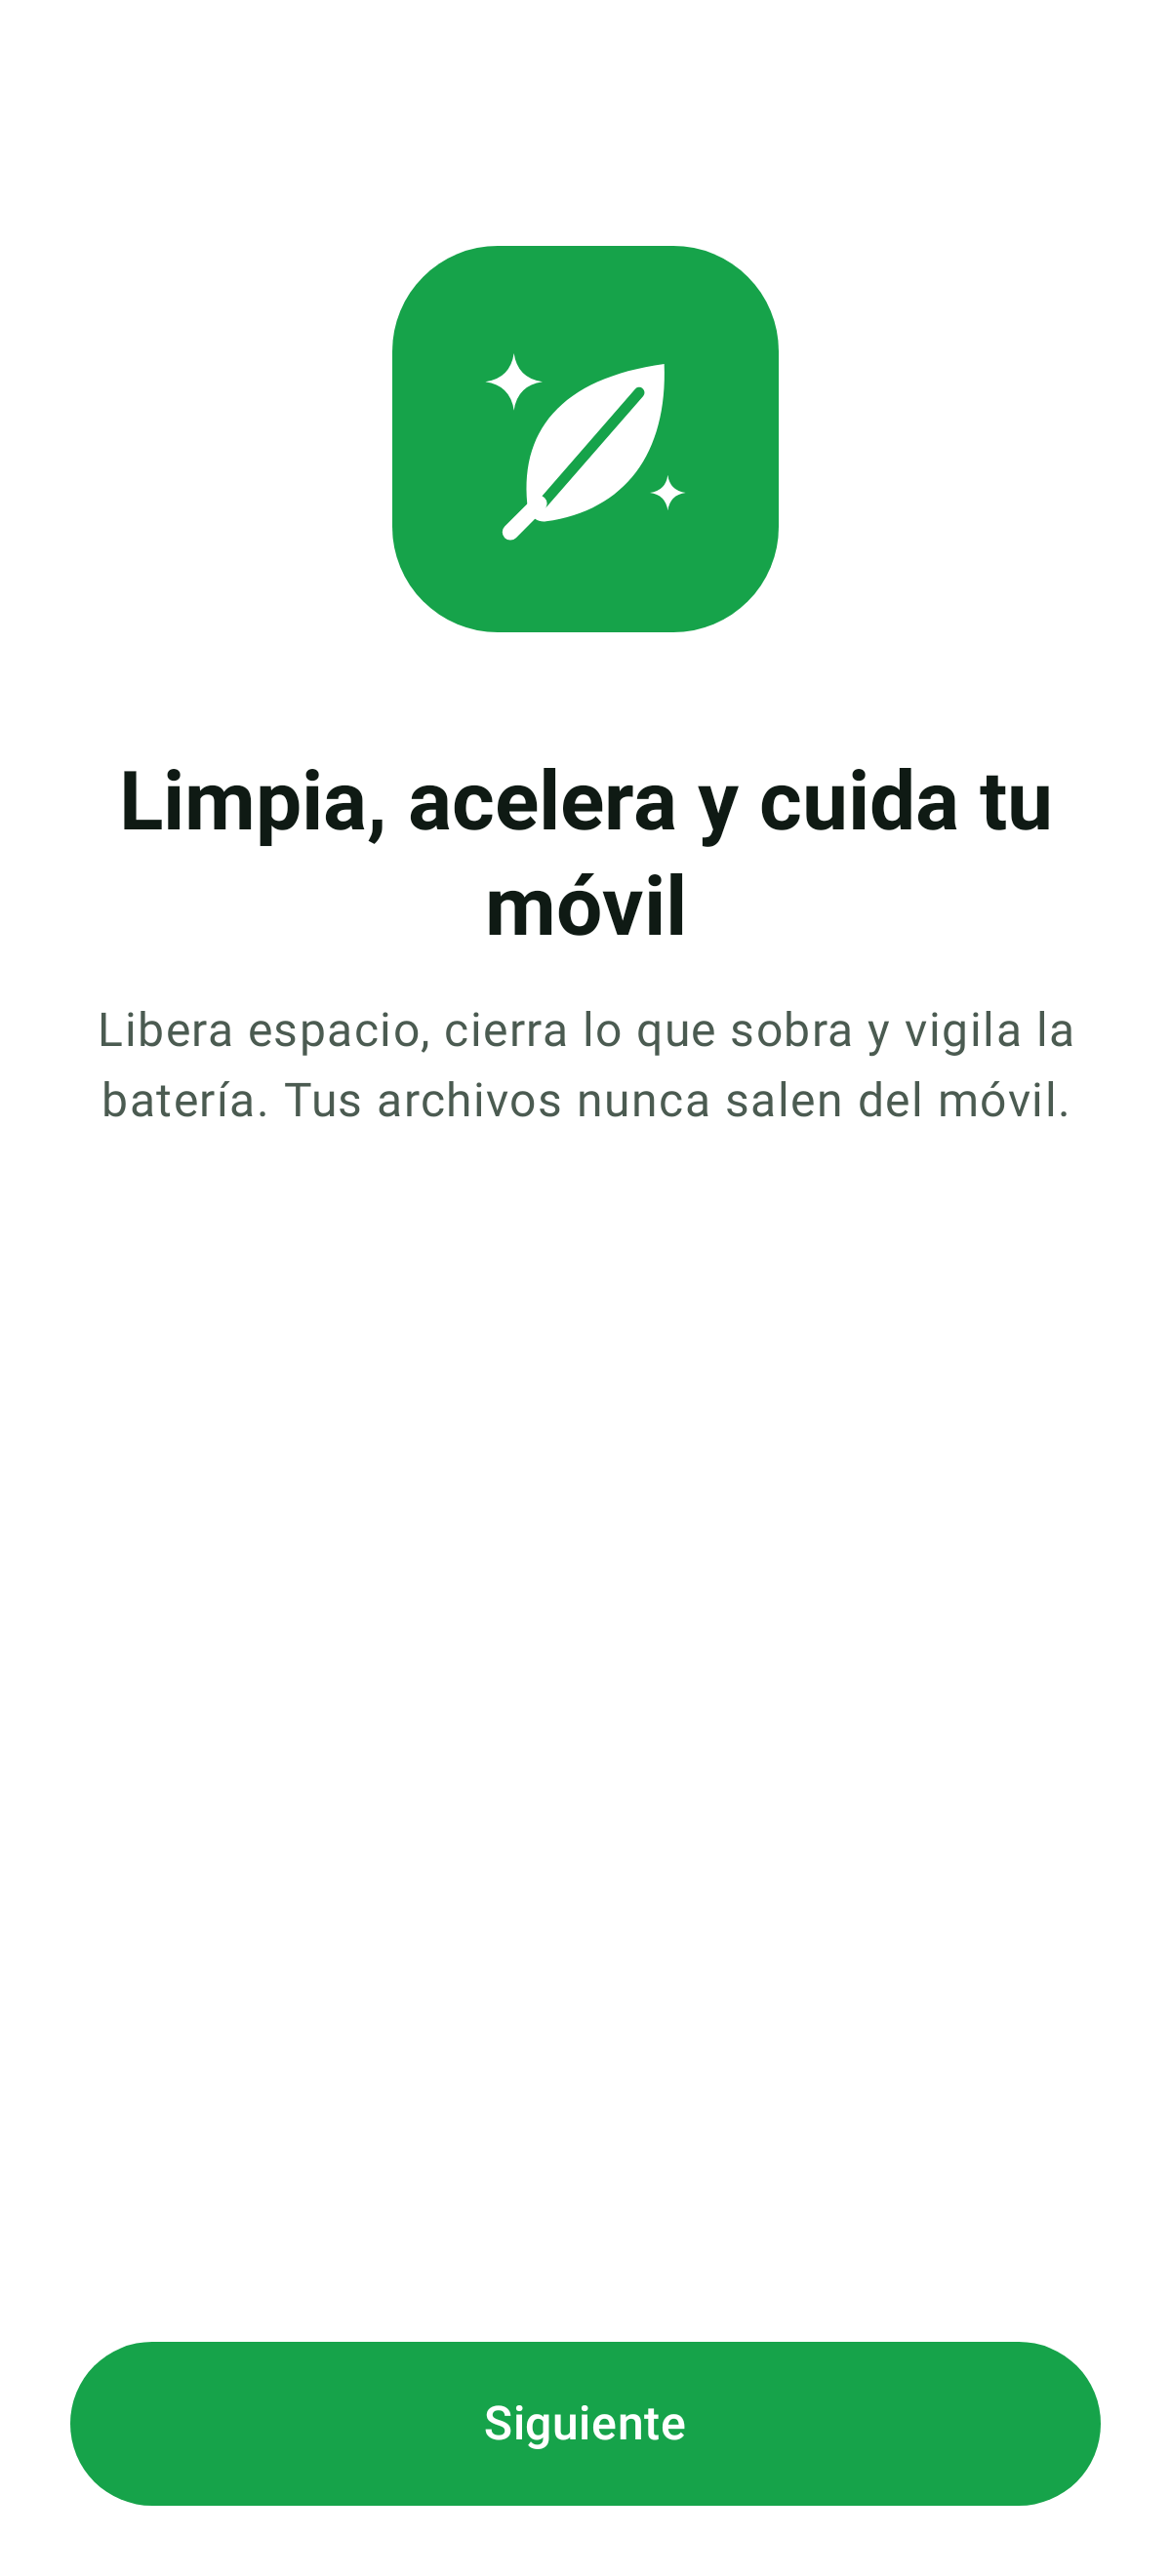 Limpia, acelera y cuida tu
móvil
Libera espacio, cierra lo que sobra y vigila la
batería. Tus archivos nunca salen del móvil.
Siguiente